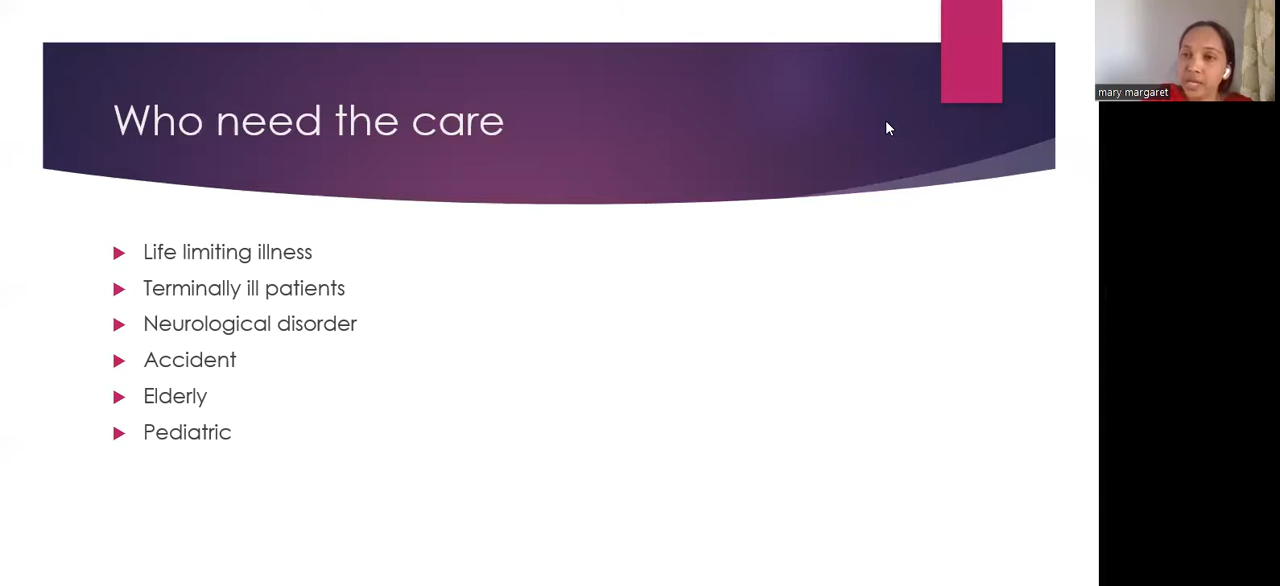 Who need the care
mary margaret
Life limiting illness
Terminally ill patients
Neurological disorder
Accident
Elderly
Pediatric